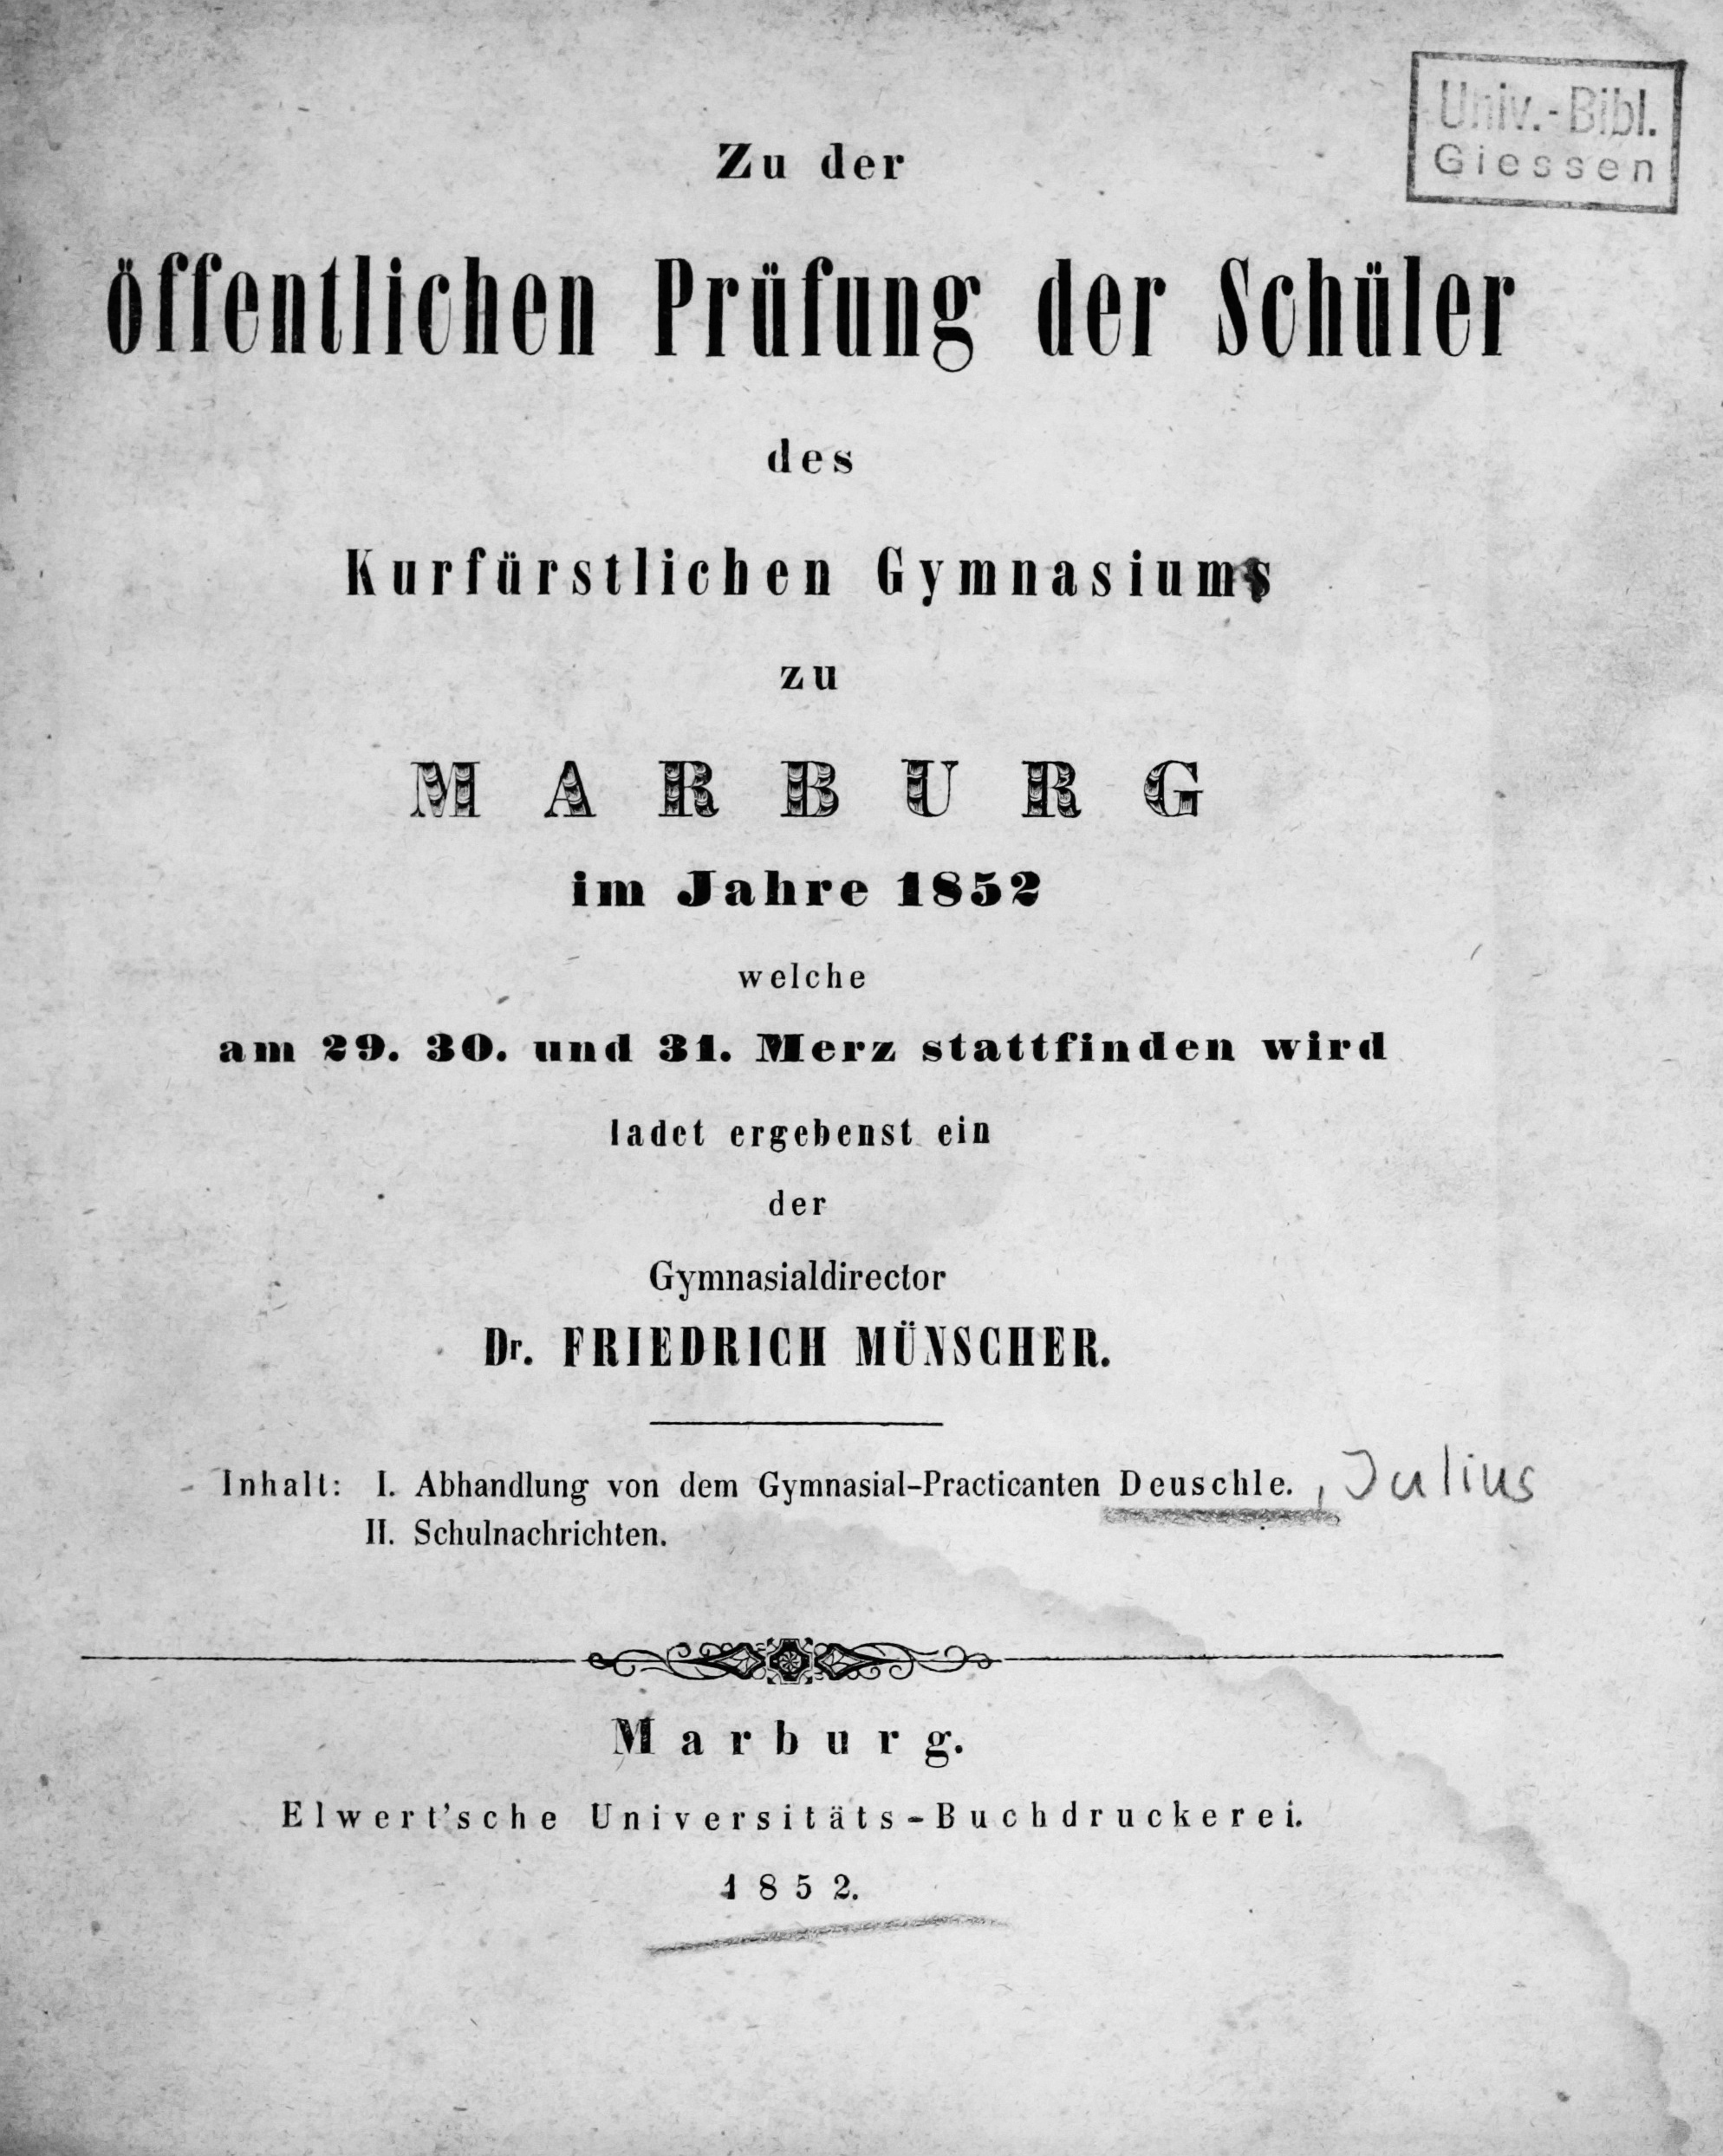 Univ.-Bibl.
Giessen
Zu der
öffentlichen Prüfung der Schüler
des
Kurfürstlichen Gymnasiums
zu
MARBURG
im Jahre 1852
welche
am 29. 30. und 31. Merz stattfinden wird
ladet ergebenst ein
der
Gymnasialdirector
Dr. FRIEDRICH MÜNSCHER.
Inhalt: I. Abhandlung von dem Gymnasial-Practicanten Deuschle. , Julius
II. Schulnachrichten.
Marburg.
Elwert'sche Universitäts-Buchdruckerei.
1852.